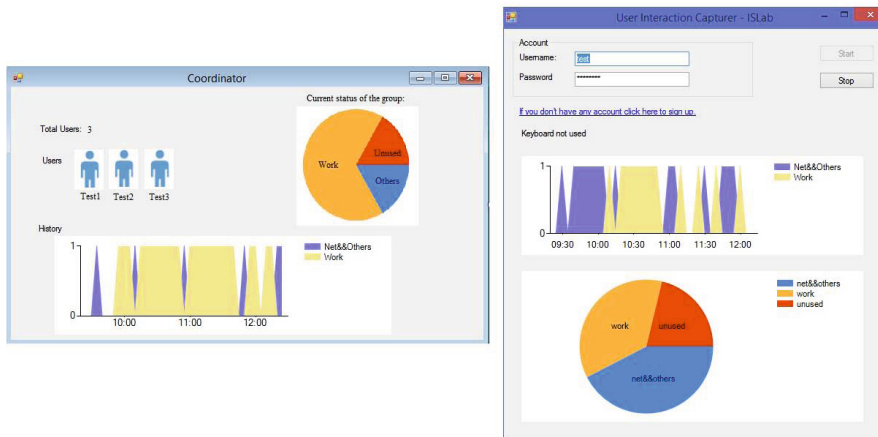 Coordinator
Current status of the group:
Total Users: 3
Users
Test1 Test2 Test3
Work
Unused
Others
History
1
0
10:00 11:00 12:00
Net&&Others
Work
User Interaction Capturer - ISLab
Account
Username: test
Password ********
Start
Stop
If you don't have any account click here to sign up.
Keyboard not used
1
0
09:30 10:00 10:30 11:00 11:30 12:00
Net&&Others
Work
work
unused
net&&others
net&&others
work
unused